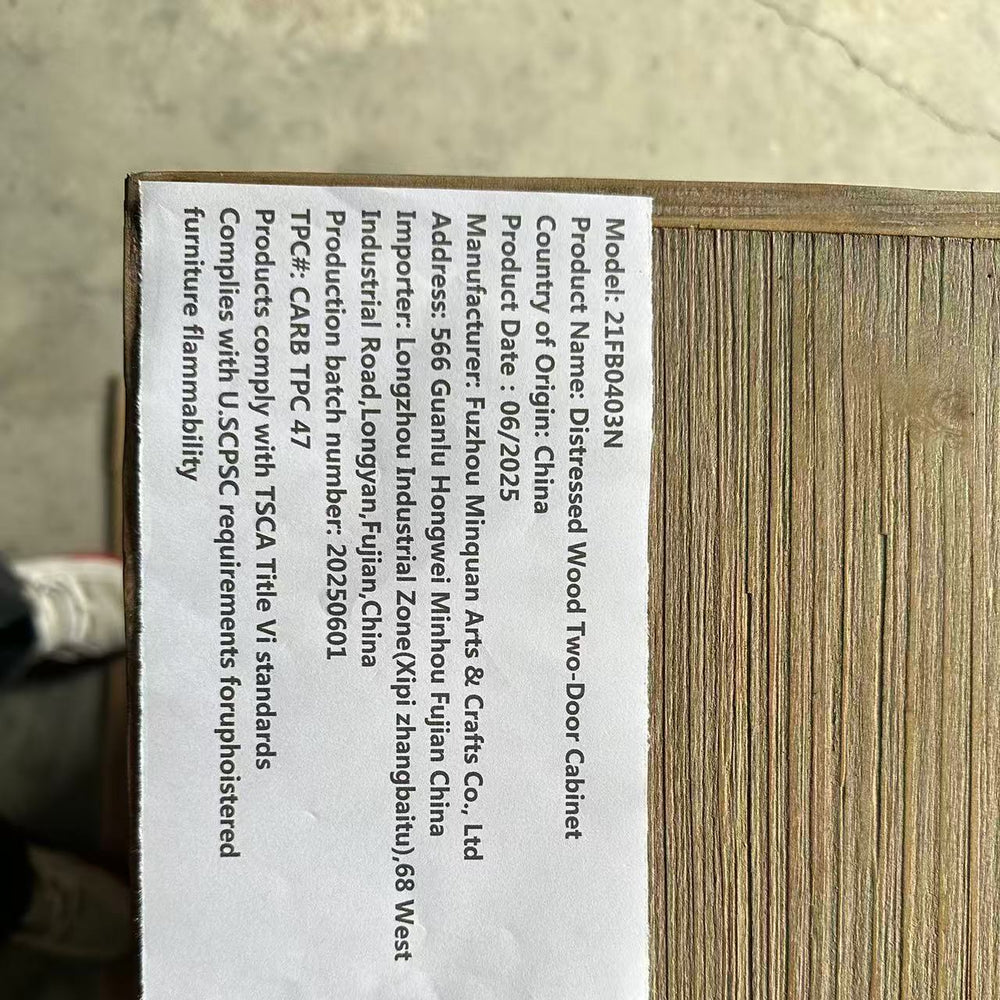 Model: 21FB0403N
Product Name: Distressed Wood Two-Door Cabinet
Country of Origin: China
Product Date : 06/2025
Manufacturer: Fuzhou Minquan Arts & Crafts Co., Ltd
Address: 566 Guanlu Hongwei Minhou Fujian China
Importer: Longzhou Industrial Zone(Xipi zhangbaitu),68 West
Industrial Road,Longyan,Fujian,China
Production batch number: 20250601
TPC#: CARB TPC 47
Products comply with TSCA Title Vi standards
Complies with U.SCPSC requirements foruphoistered
furniture flammability